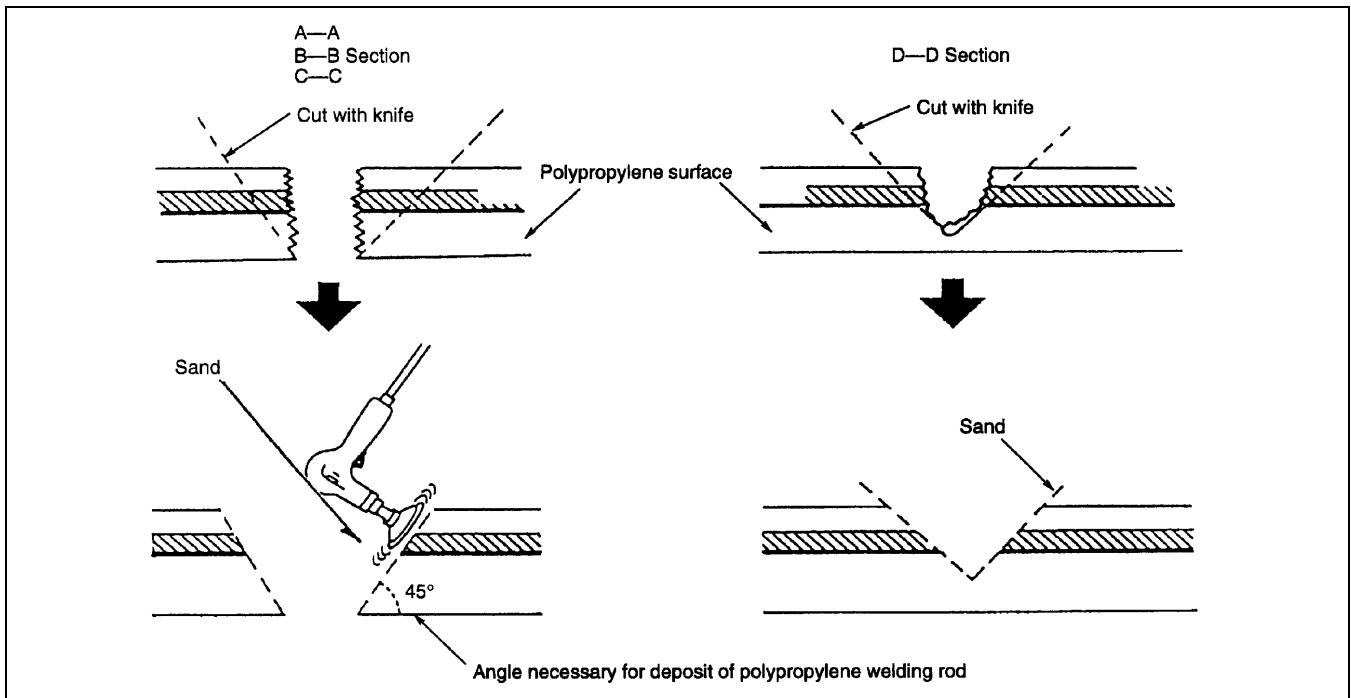 A—A
B—B Section
C—C
Cut with knife
D—D Section
Cut with knife
Polypropylene surface
Sand
45°
Sand
Angle necessary for deposit of polypropylene welding rod